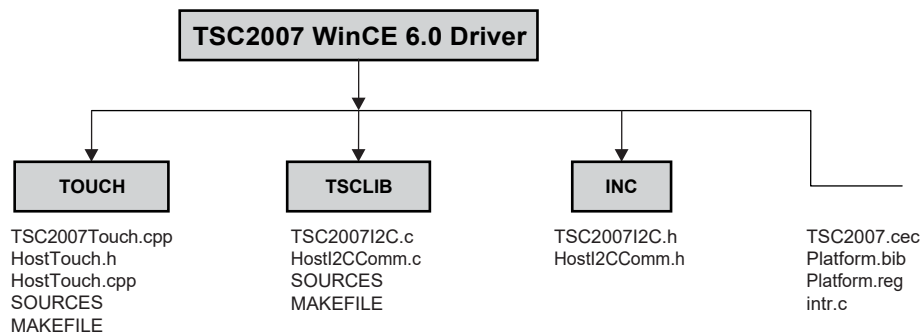 TSC2007 WinCE 6.0 Driver
TOUCH
TSC2007Touch.cpp
HostTouch.h
HostTouch.cpp
SOURCES
MAKEFILE
TSCLIB
TSC2007I2C.c
HostI2CComm.c
SOURCES
MAKEFILE
INC
TSC2007I2C.h
HostI2CComm.h
TSC2007.cec
Platform.bib
Platform.reg
intr.c